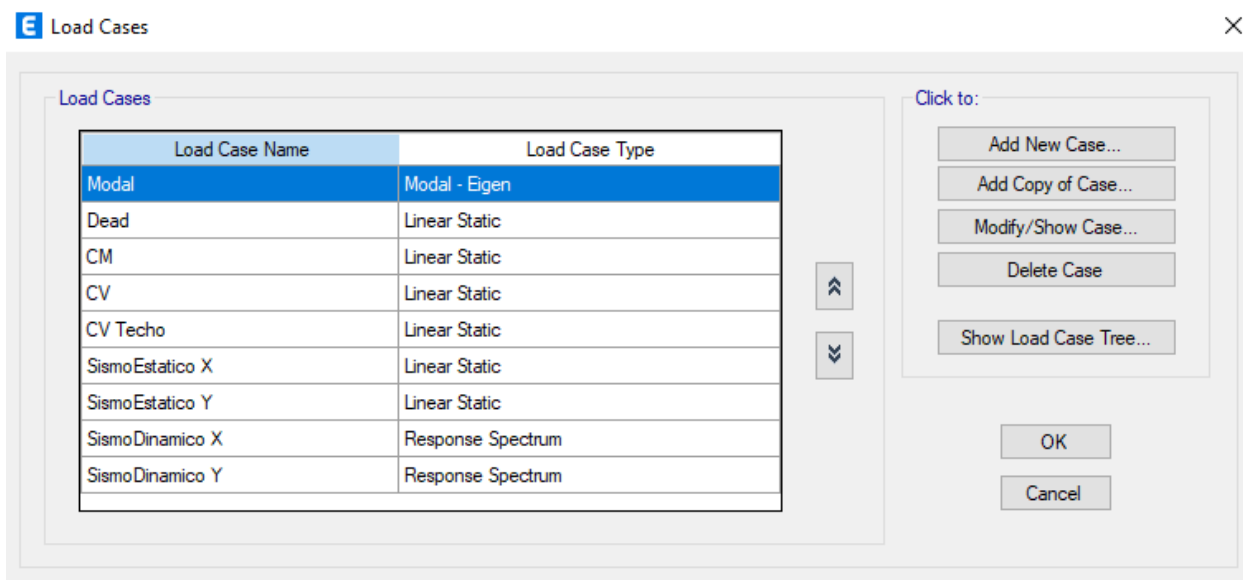 E Load Cases
Load Cases
Load Case Name Load Case Type
Modal Modal - Eigen
Dead Linear Static
CM Linear Static
CV Linear Static
CV Techo Linear Static
SismoEstatico X Linear Static
SismoEstatico Y Linear Static
SismoDinamico X Response Spectrum
SismoDinamico Y Response Spectrum
Click to:
Add New Case...
Add Copy of Case...
Modify/Show Case...
Delete Case
Show Load Case Tree...
OK
Cancel